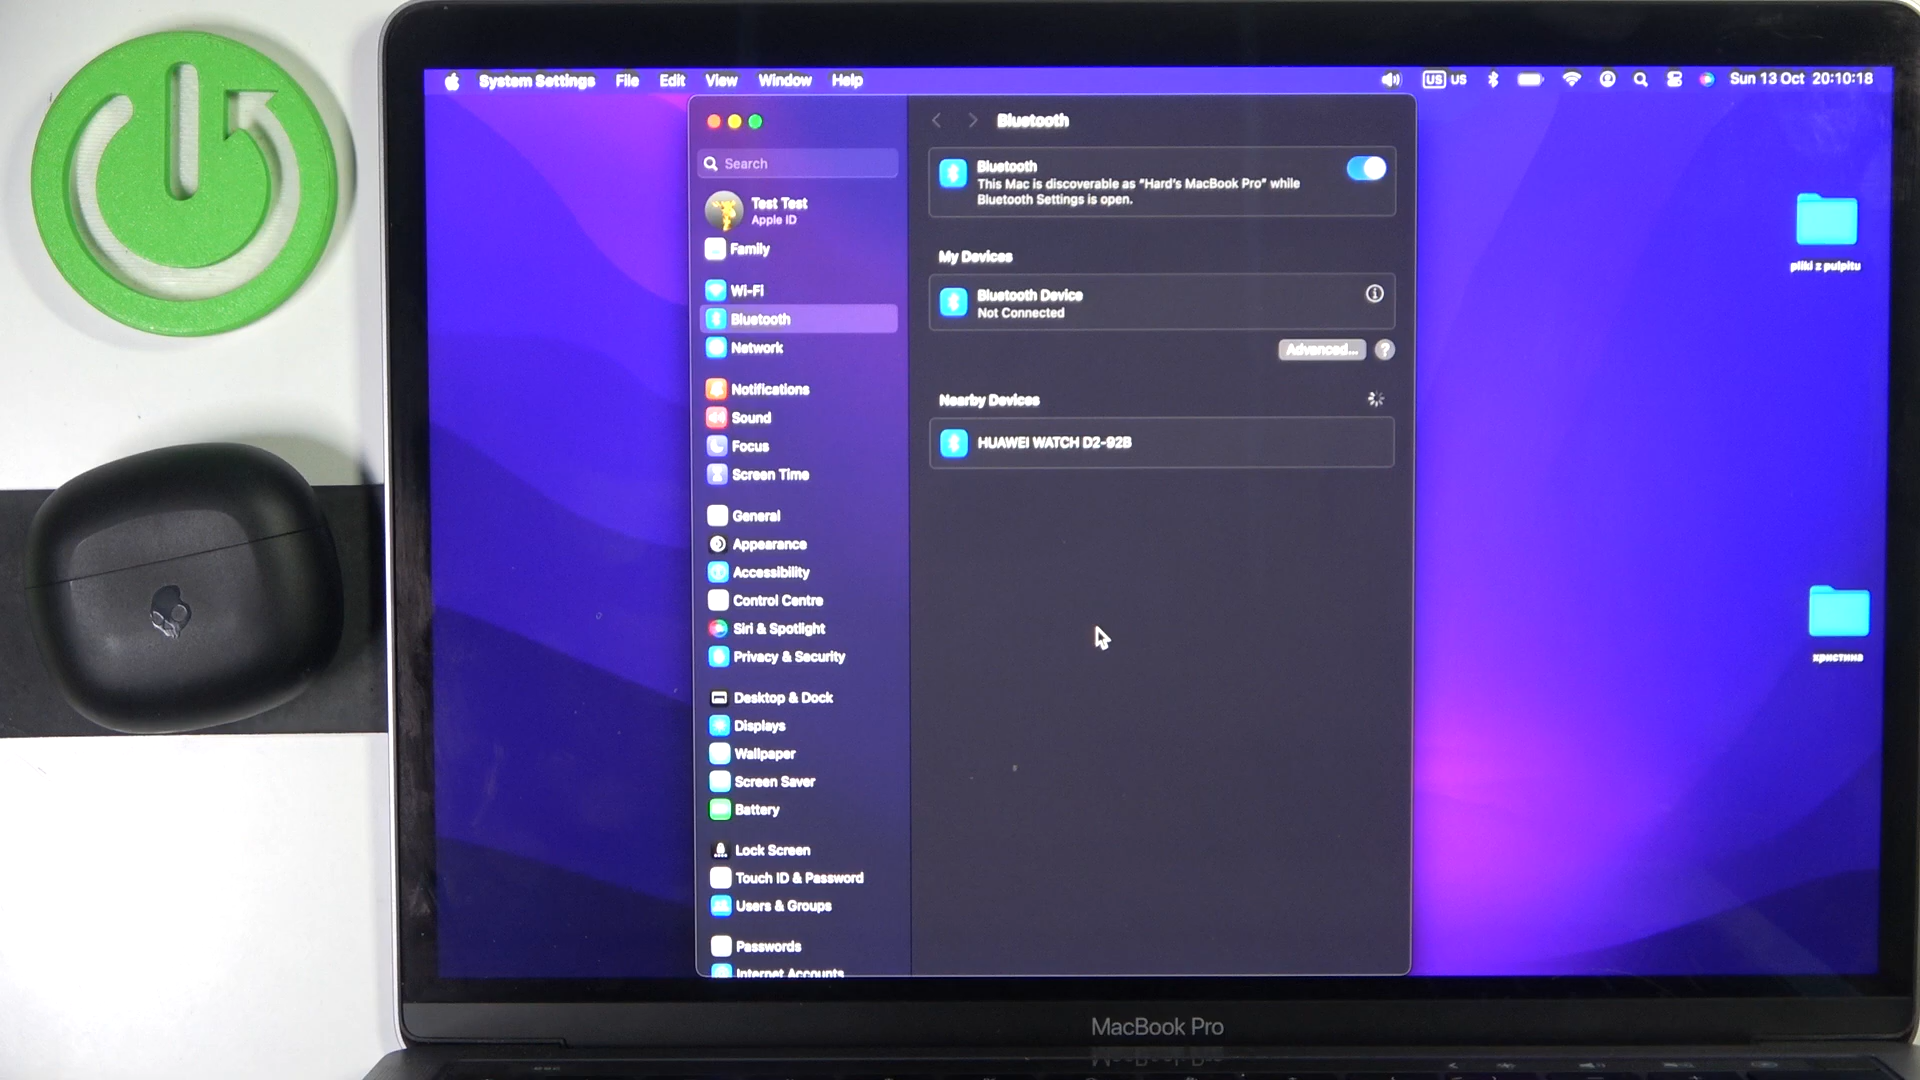 System Settings File Edit View Window Help
US US Sun 13 Oct 20:10:18
Search
Test Test
Apple ID
Family
Wi-Fi
Bluetooth
Network
Notifications
Sound
Focus
Screen Time
General
Appearance
Accessibility
Control Centre
Siri & Spotlight
Privacy & Security
Desktop & Dock
Displays
Wallpaper
Screen Saver
Battery
Lock Screen
Touch ID & Password
Users & Groups
Passwords
Internet Accounts
Bluetooth
Bluetooth
This Mac is discoverable as “Hard’s MacBook Pro” while
Bluetooth Settings is open.
My Devices
Bluetooth Device
Not Connected
Advanced... ?
Nearby Devices
HUAWEI WATCH D2-92B
pliki z pulpitu
христина
MacBook Pro